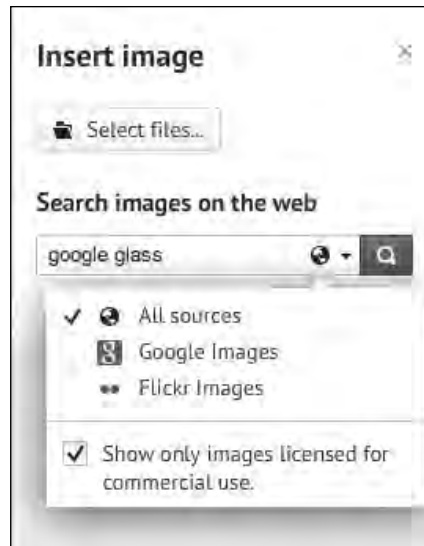 Insert image
Select files...
Search images on the web
google glass
All sources
Google Images
Flickr Images
Show only images licensed for
commercial use.